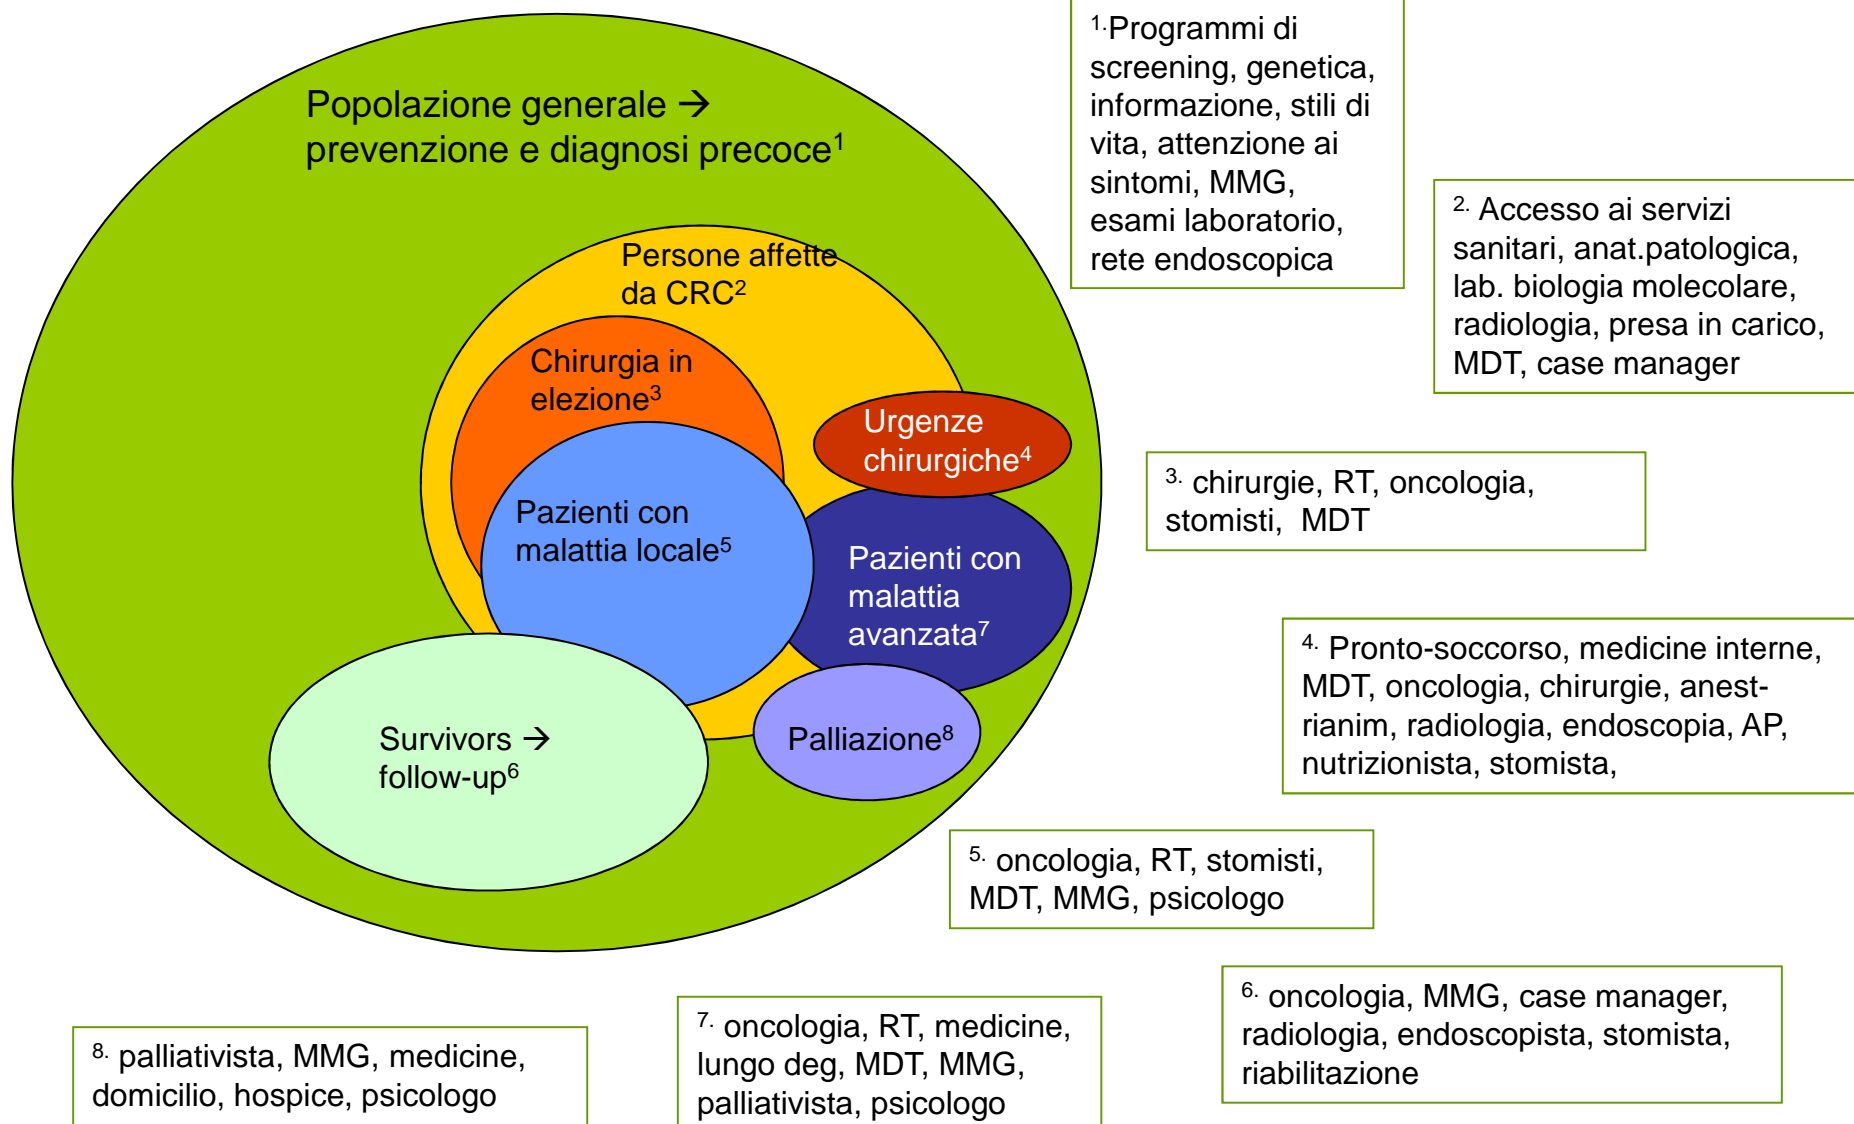 Popolazione generale →
prevenzione e diagnosi precoce¹
Persone affette
da CRC²
Chirurgia in
elezione³
Urgenze
chirurgiche⁴
Pazienti con
malattia locale⁵
Pazienti con
malattia
avanzata⁷
Survivors →
follow-up⁶
Palliazione⁸
¹·Programmi di
screening, genetica,
informazione, stili di
vita, attenzione ai
sintomi, MMG,
esami laboratorio,
rete endoscopica
²· Accesso ai servizi
sanitari, anat.patologica,
lab. biologia molecolare,
radiologia, presa in carico,
MDT, case manager
³· chirurgie, RT, oncologia,
stomisti, MDT
⁴· Pronto-soccorso, medicine interne,
MDT, oncologia, chirurgie, anest-
rianim, radiologia, endoscopia, AP,
nutrizionista, stomista,
⁵· oncologia, RT, stomisti,
MDT, MMG, psicologo
⁶· oncologia, MMG, case manager,
radiologia, endoscopista, stomista,
riabilitazione
⁷· oncologia, RT, medicine,
lungo deg, MDT, MMG,
palliativista, psicologo
⁸· palliativista, MMG, medicine,
domicilio, hospice, psicologo